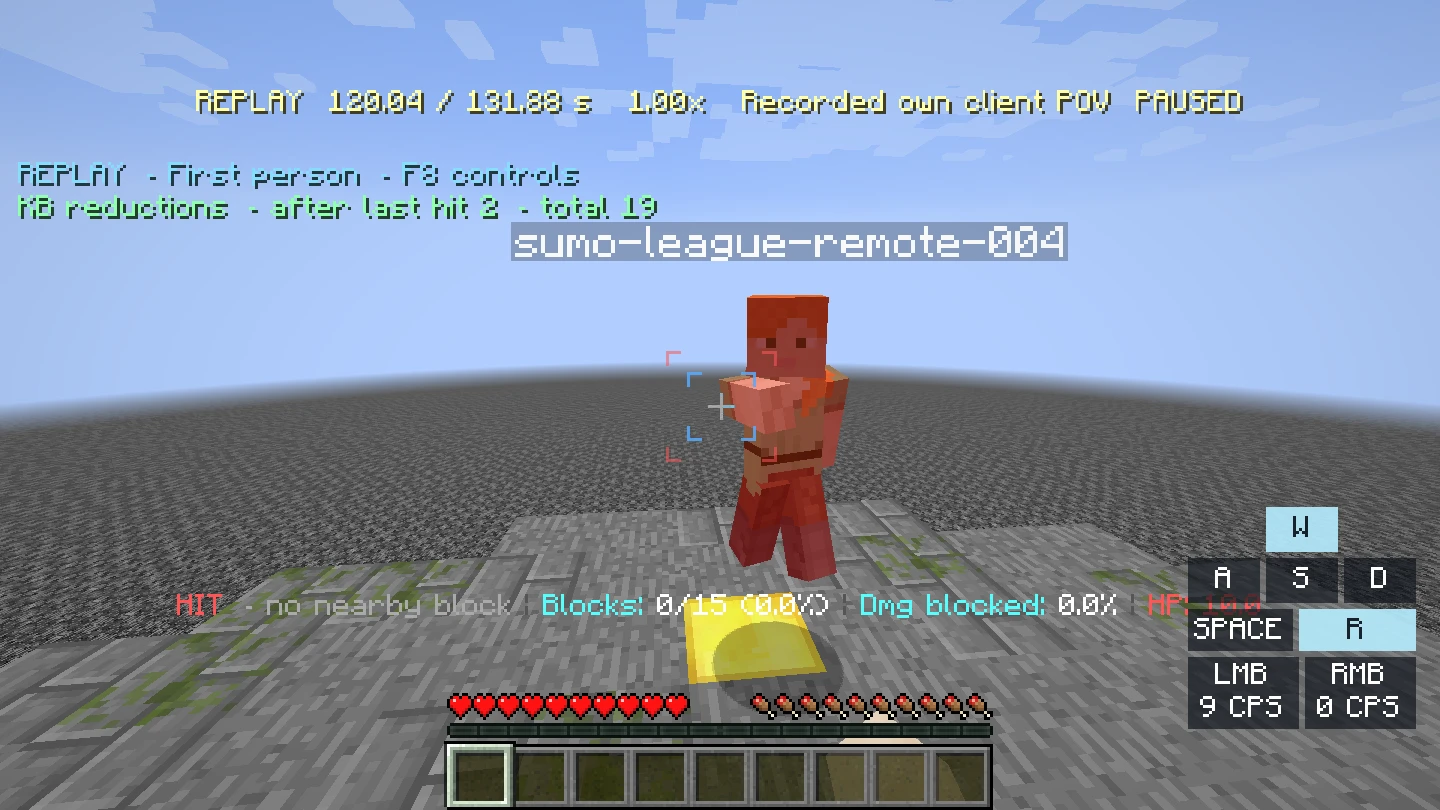 REPLAY 120.04 / 131.88 s 1.00x Recorded own client POV PAUSED
REPLAY - First person - F8 controls
KB reductions - after last hit 2 - total 19
sumo-league-remote-004
HIT - no nearby block | Blocks: 0/15 (0.0%) | Dmg blocked: 0.0% | HP: 10.0
W
A S D
SPACE R
LMB RMB
9 CPS 0 CPS